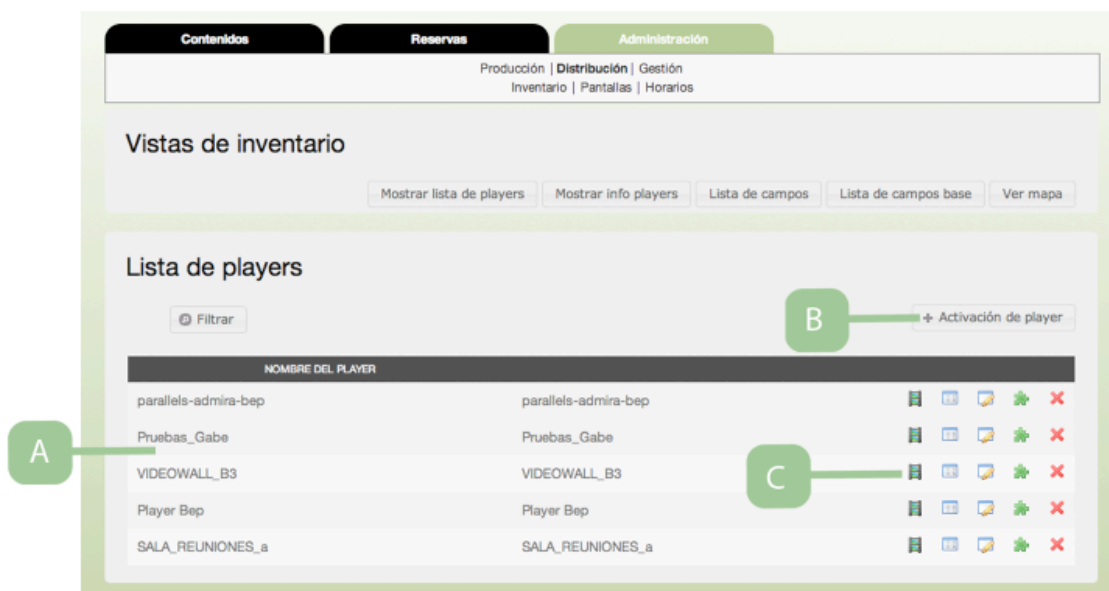 Contenidos Reservas Administración
Producción | Distribución | Gestión
Inventario | Pantallas | Horarios
Vistas de inventario
Mostrar lista de players Mostrar info players Lista de campos Lista de campos base Ver mapa
Lista de players
Filtrar B + Activación de player
NOMBRE DEL PLAYER
parallels-admira-bep parallels-admira-bep
A Pruebas_Gabe Pruebas_Gabe
VIDEOWALL_B3 VIDEOWALL_B3 C
Player Bep Player Bep
SALA_REUNIONES_a SALA_REUNIONES_a